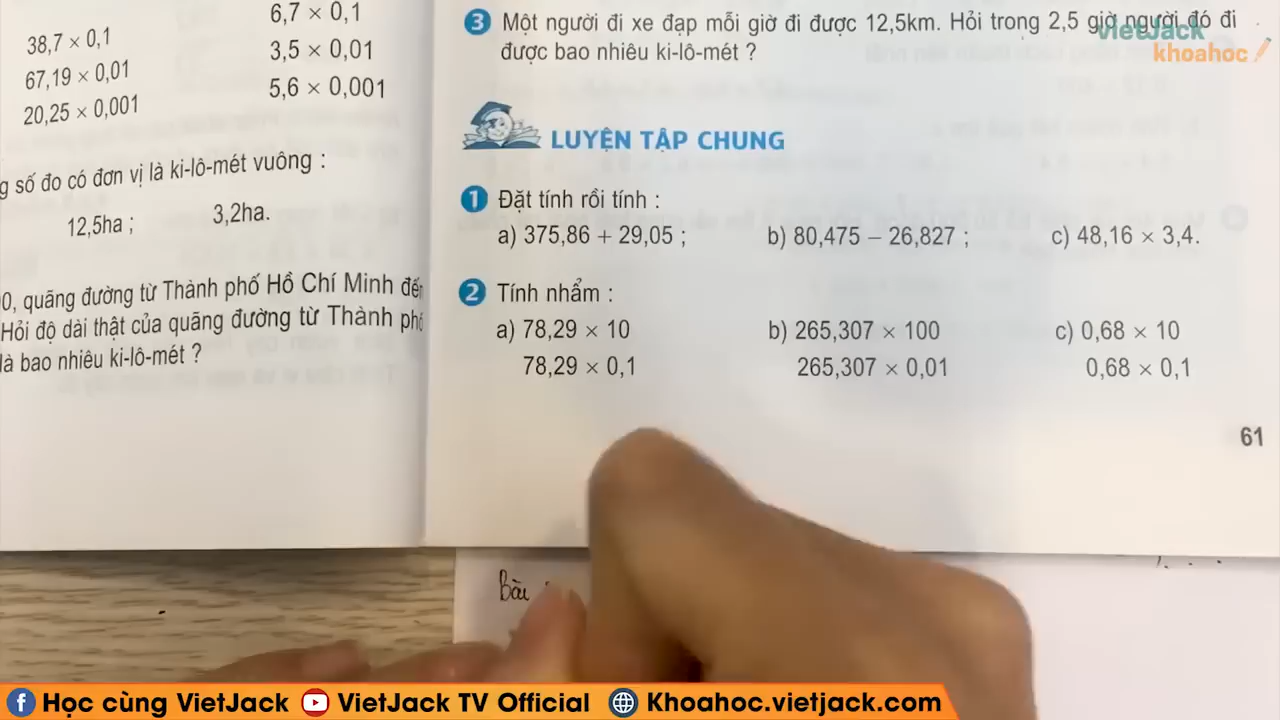 38,7 × 0,1
67,19 × 0,01
20,25 × 0,001
6,7 × 0,1
3,5 × 0,01
5,6 × 0,001
g số đo có đơn vị là ki-lô-mét vuông :
12,5ha ;
3,2ha.
0, quãng đường từ Thành phố Hồ Chí Minh đến
Hỏi độ dài thật của quãng đường từ Thành phố
là bao nhiêu ki-lô-mét ?
3 Một người đi xe đạp mỗi giờ đi được 12,5km. Hỏi trong 2,5 giờ người đó đi
được bao nhiêu ki-lô-mét ?
vietJack
khoahoc
LUYỆN TẬP CHUNG
1 Đặt tính rồi tính :
a) 375,86 + 29,05 ; b) 80,475 – 26,827 ; c) 48,16 × 3,4.
2 Tính nhẩm :
a) 78,29 × 10 b) 265,307 × 100 c) 0,68 × 10
78,29 × 0,1 265,307 × 0,01 0,68 × 0,1
61
Bài
Học cùng VietJack VietJack TV Official Khoahoc.vietjack.com